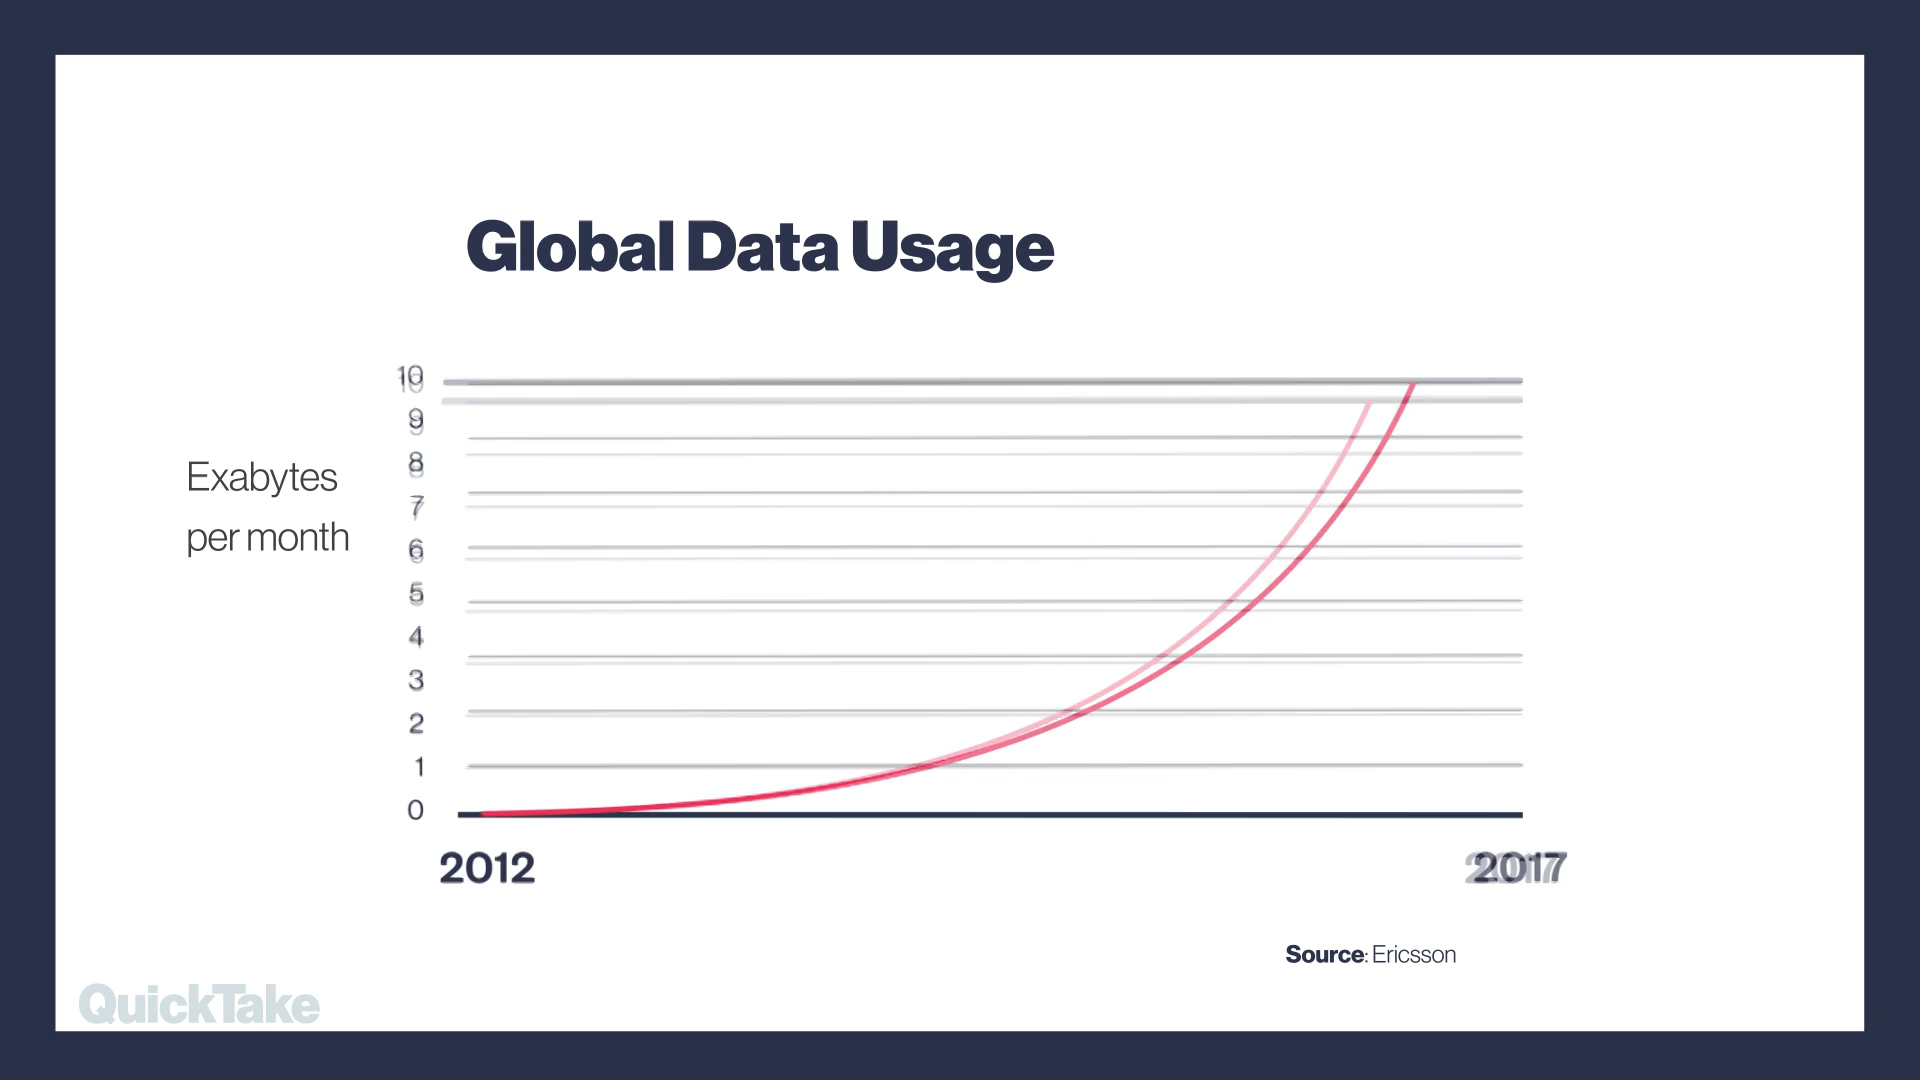 Global Data Usage
Exabytes
per month
10
9
8
7
6
5
4
3
2
1
0
2012
2017
Source: Ericsson
QuickTake